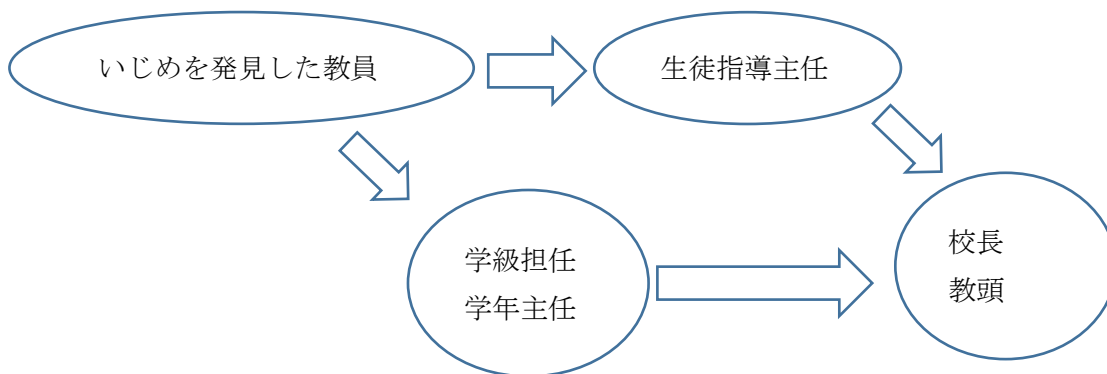 いじめを発見した教員
生徒指導主任
学級担任
学年主任
校長
教頭